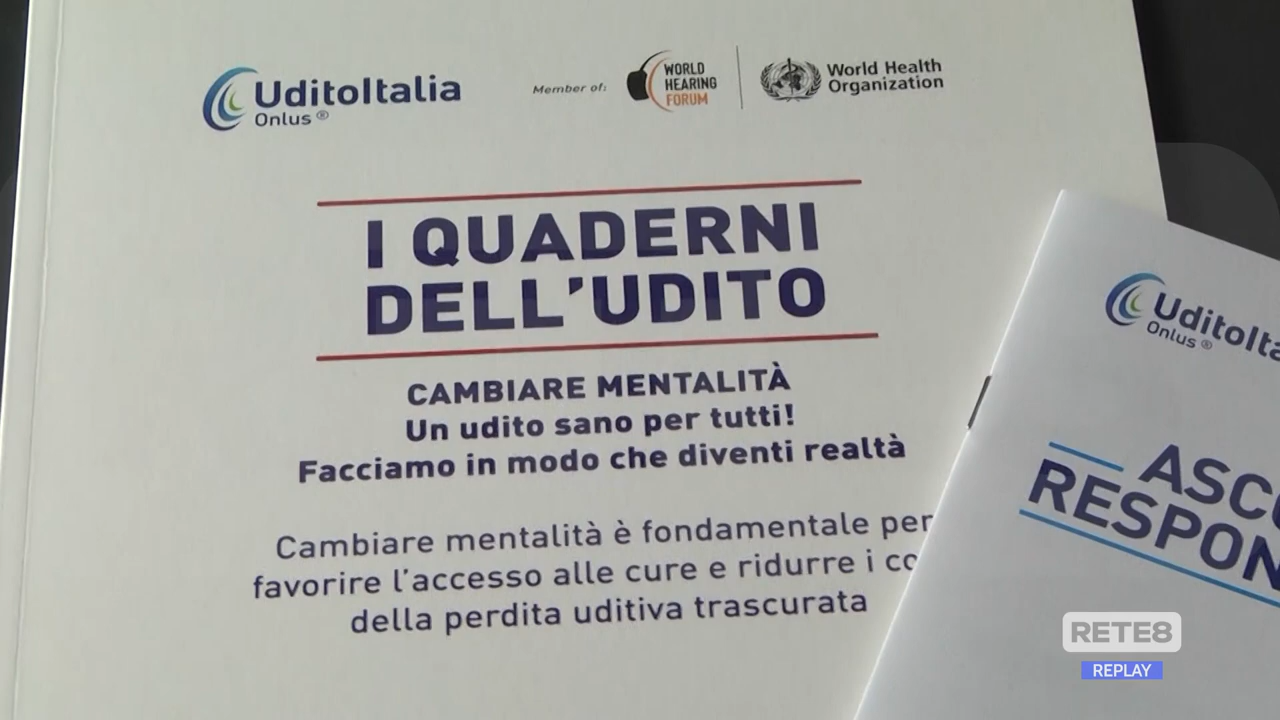 UditoItalia
Onlus ®
Member of:
WORLD
HEARING
FORUM
World Health
Organization
I QUADERNI
DELL'UDITO
CAMBIARE MENTALITÀ
Un udito sano per tutti!
Facciamo in modo che diventi realtà
Cambiare mentalità è fondamentale per
favorire l'accesso alle cure e ridurre i
della perdita uditiva trascurata
Onlus ®
RETE8
REPLAY